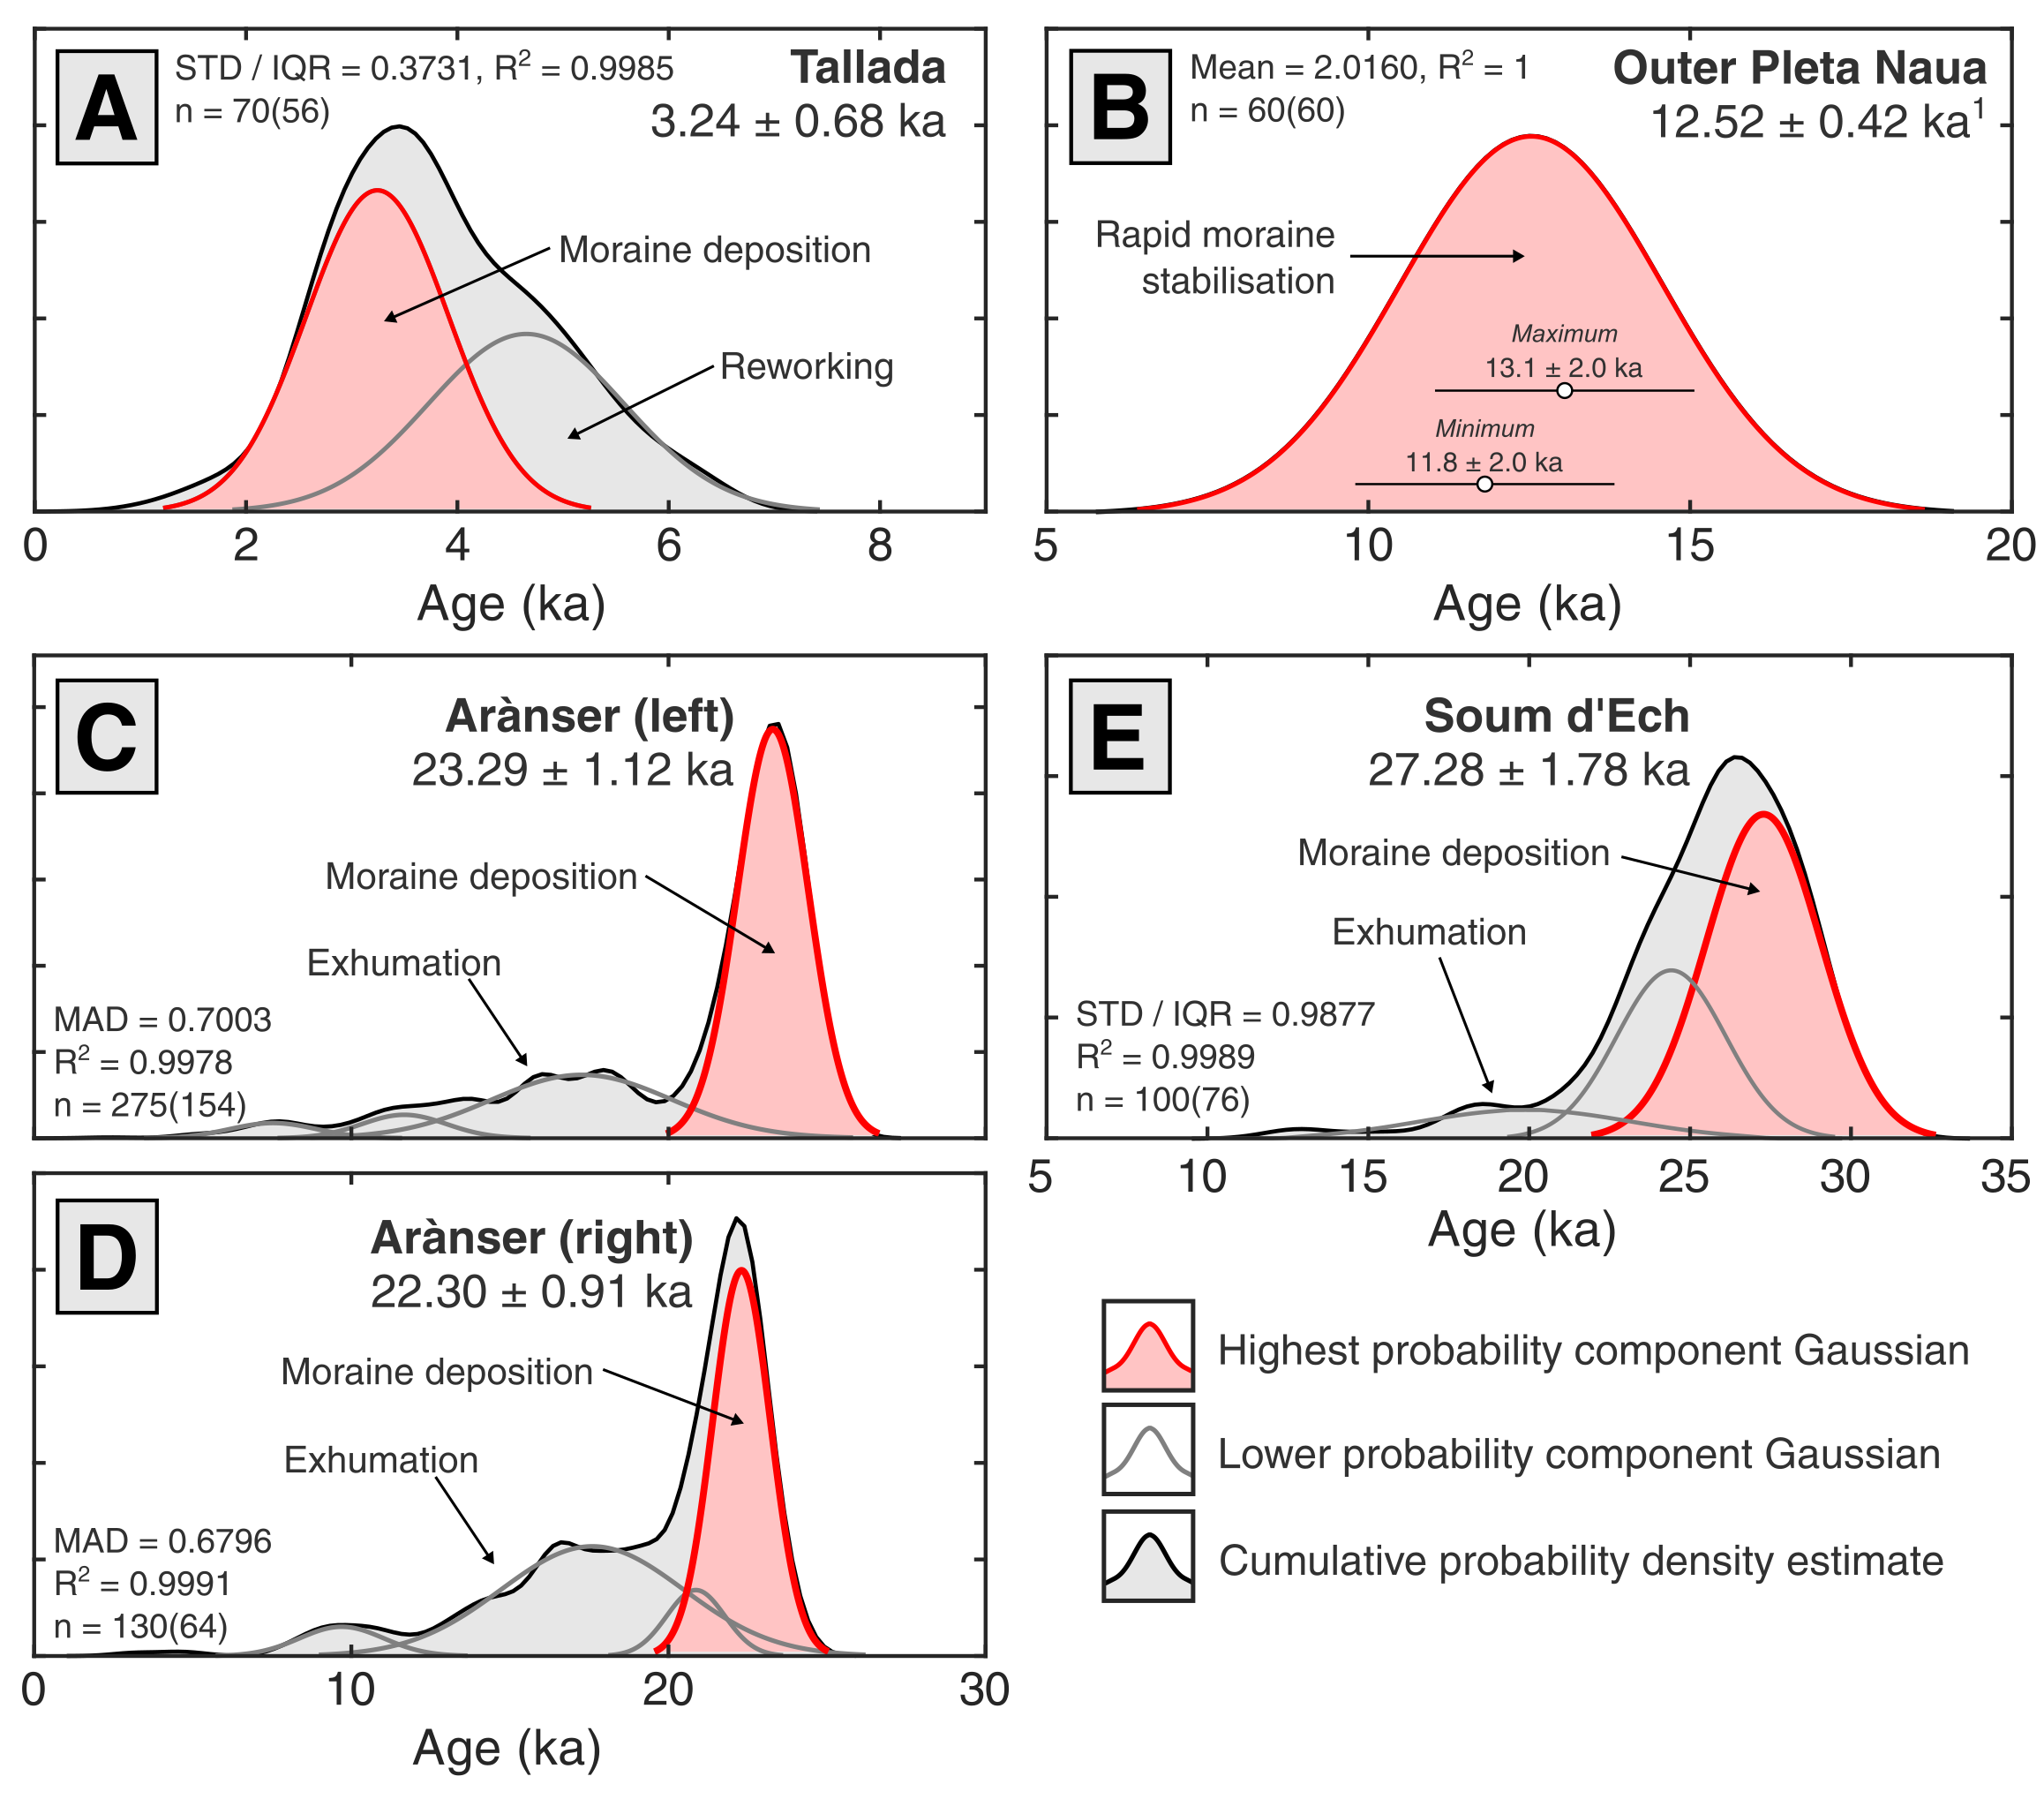 A
STD / IQR = 0.3731, R² = 0.9985
n = 70(56)
Tallada
3.24 ± 0.68 ka
Moraine deposition
Reworking
0 2 4 6 8
Age (ka)
B
Mean = 2.0160, R² = 1
n = 60(60)
Outer Pleta Naua
12.52 ± 0.42 ka¹
Rapid moraine
stabilisation
Maximum
13.1 ± 2.0 ka
Minimum
11.8 ± 2.0 ka
5 10 15 20
Age (ka)
C
Arànser (left)
23.29 ± 1.12 ka
Moraine deposition
Exhumation
MAD = 0.7003
R² = 0.9978
n = 275(154)
D
Arànser (right)
22.30 ± 0.91 ka
Moraine deposition
Exhumation
MAD = 0.6796
R² = 0.9991
n = 130(64)
0 10 20 30
Age (ka)
E
Soum d'Ech
27.28 ± 1.78 ka
Moraine deposition
Exhumation
STD / IQR = 0.9877
R² = 0.9989
n = 100(76)
5 10 15 20 25 30 35
Age (ka)
Highest probability component Gaussian
Lower probability component Gaussian
Cumulative probability density estimate